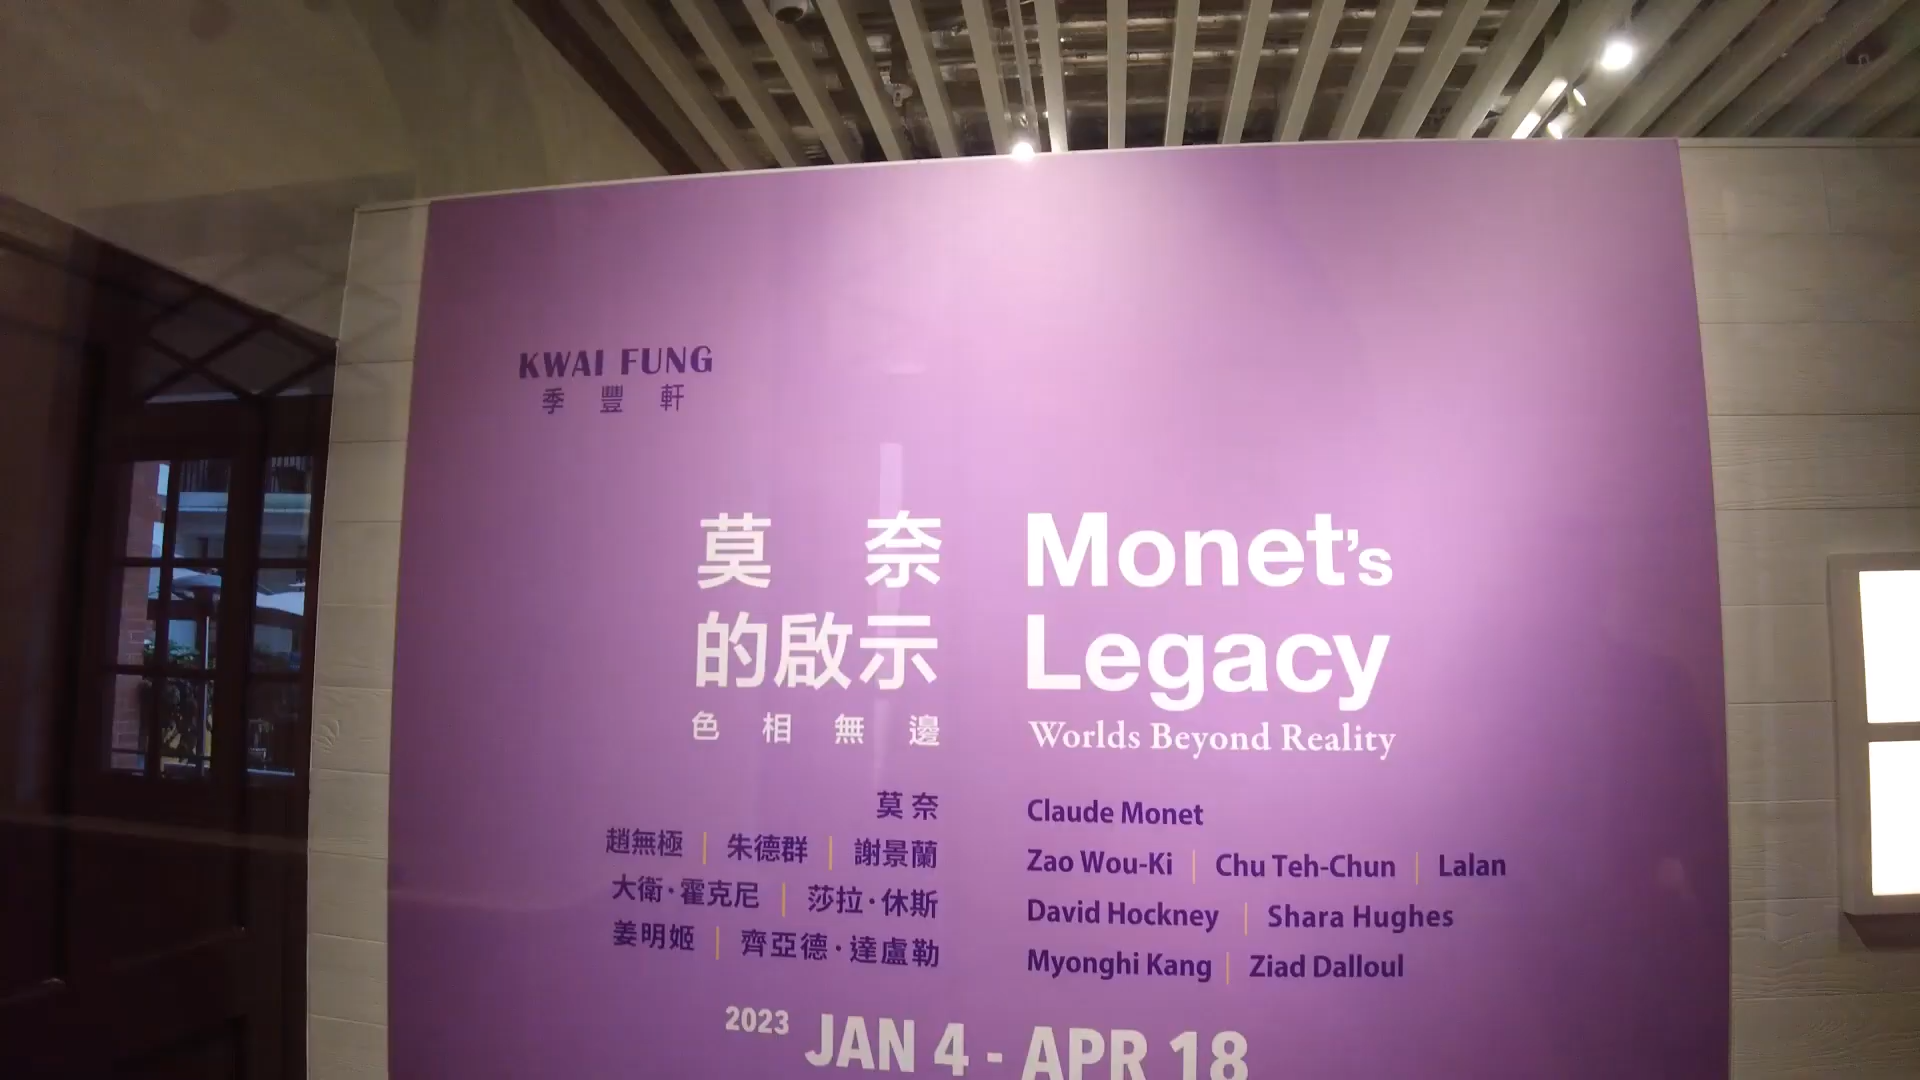 KWAI FUNG
季豐軒
莫奈
的啟示
色相無邊
Monet's
Legacy
Worlds Beyond Reality
莫奈
趙無極 | 朱德群 | 謝景蘭
大衛·霍克尼 | 莎拉·休斯
姜明姬 | 齊亞德·達盧勒
Claude Monet
Zao Wou-Ki | Chu Teh-Chun | Lalan
David Hockney | Shara Hughes
Myonghi Kang | Ziad Dalloul
2023 JAN 4 - APR 18